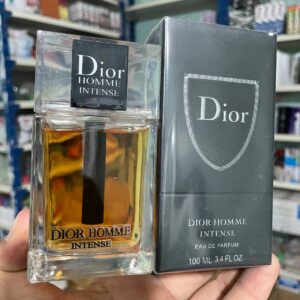 Dior
HOMME
INTENSE
DIOR HOMME
INTENSE
Dior
DIOR HOMME
INTENSE
EAU DE PARFUM
100 ML 3.4 FL.OZ